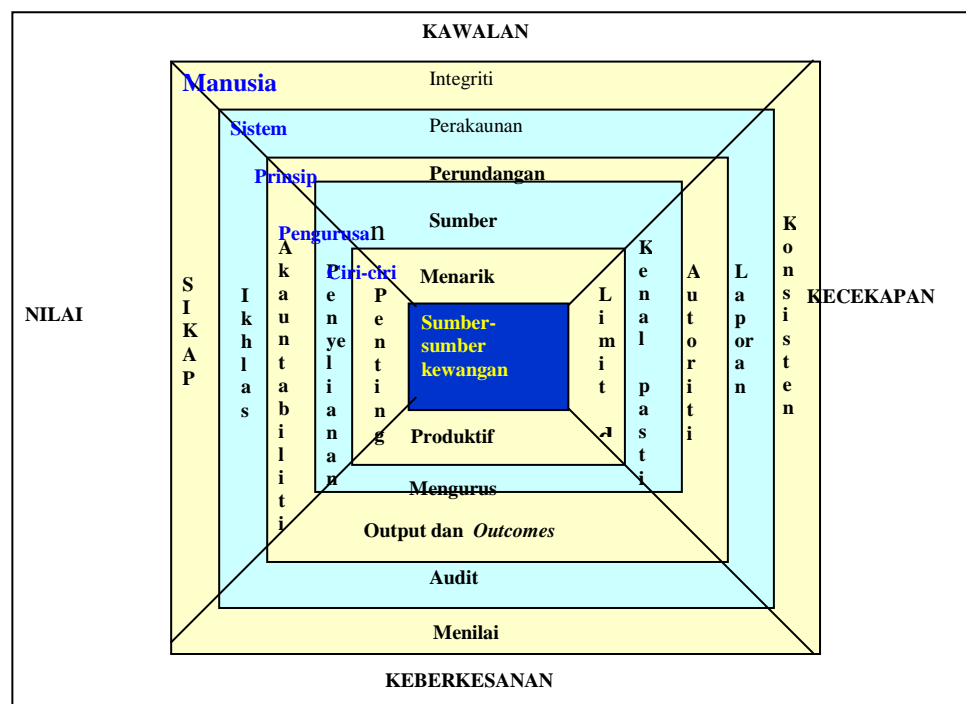 KAWALAN
Manusia
Integriti
Sistem
Perakaunan
Prinsip
Perundangan
Pengurusan
Sumber
Ciri-ciri
Menarik
NILAI
SIKAP
Ikhlas
Akauntabiliti
Penyeliaanan
Penting
Sumber-
sumber
kewangan
Limit
Kenal pasti
Autoriti
Laporan
Konsisten
KECEKAPAN
Produktif
Mengurus
Output dan Outcomes
Audit
Menilai
KEBERKESANAN